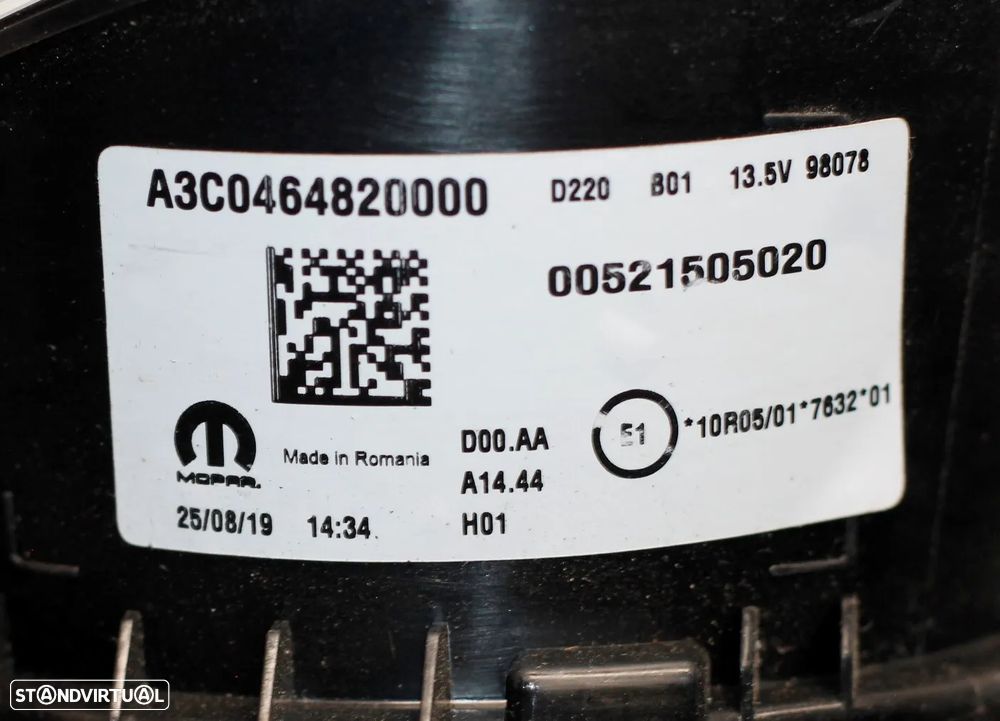 A3C0464820000 D220 B01 13.5V 98078
00521505020
MOPAR.
Made in Romania
D00.AA
E1 *10R05/01*7632*01
A14.44
25/08/19 14:34 H01
STANDVIRTUAL